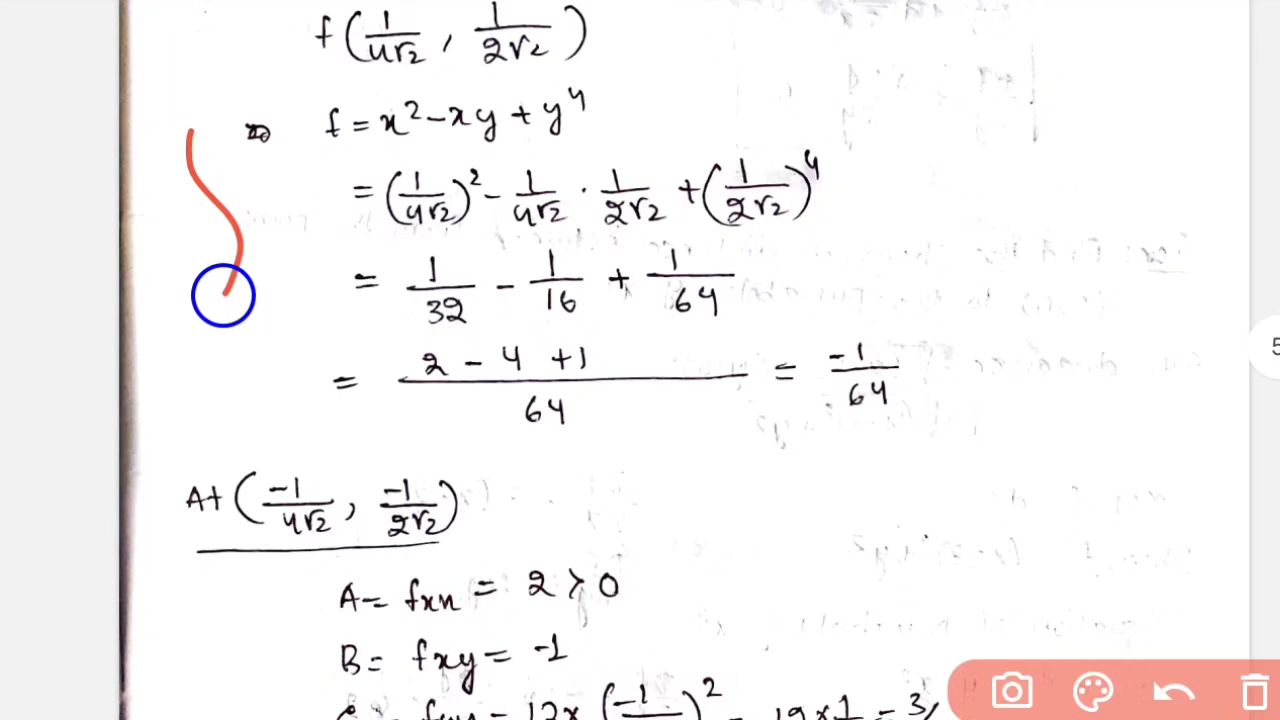 f(1/4√2, 1/2√2)
f = x² - xy + y⁴
= (1/4√2)² - 1/4√2 · 1/2√2 + (1/2√2)⁴
= 1/32 - 1/16 + 1/64
= 2 - 4 + 1/64 = -1/64
At (-1/4√2, -1/2√2)
A = fxx = 2 > 0
B = fxy = -1
5